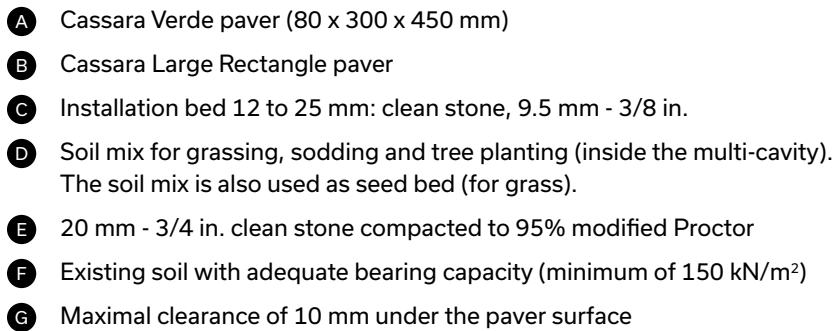 A Cassara Verde paver (80 x 300 x 450 mm)
B Cassara Large Rectangle paver
C Installation bed 12 to 25 mm: clean stone, 9.5 mm - 3/8 in.
D Soil mix for grassing, sodding and tree planting (inside the multi-cavity).
The soil mix is also used as seed bed (for grass).
E 20 mm - 3/4 in. clean stone compacted to 95% modified Proctor
F Existing soil with adequate bearing capacity (minimum of 150 kN/m²)
G Maximal clearance of 10 mm under the paver surface